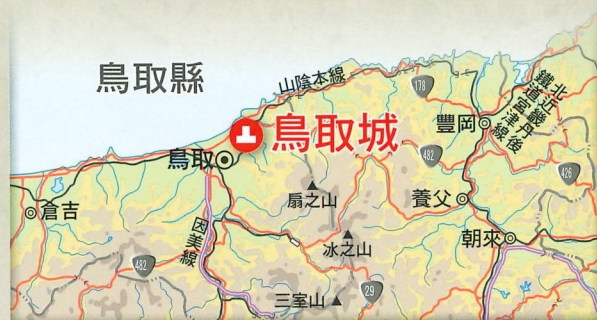 鳥取縣
山陰本線
178
北近畿丹後
鐵道宮津線
鳥取城
豐岡
鳥取
482
426
扇之山
養父
倉吉
因美線
冰之山
朝來
482
三室山
29